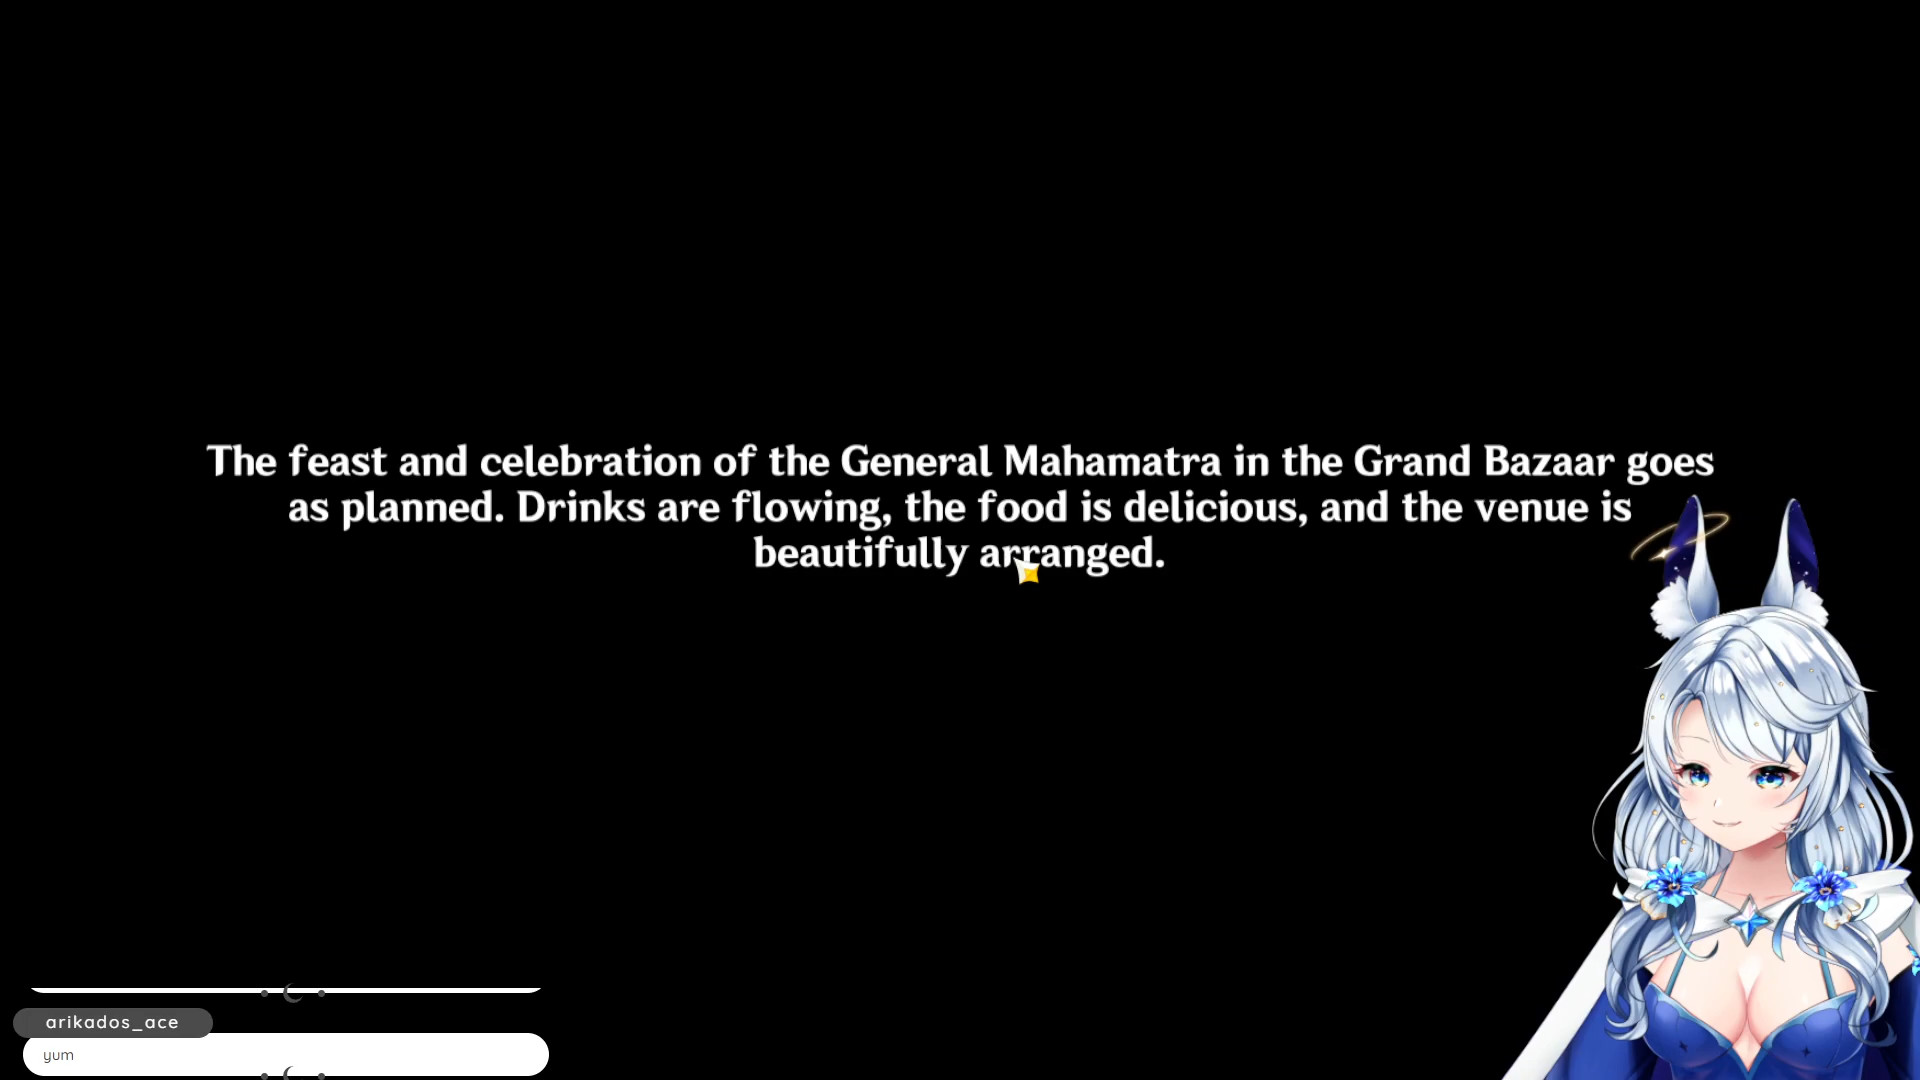 The feast and celebration of the General Mahamatra in the Grand Bazaar goes
as planned. Drinks are flowing, the food is delicious, and the venue is
beautifully arranged.
arikados_ace
yum